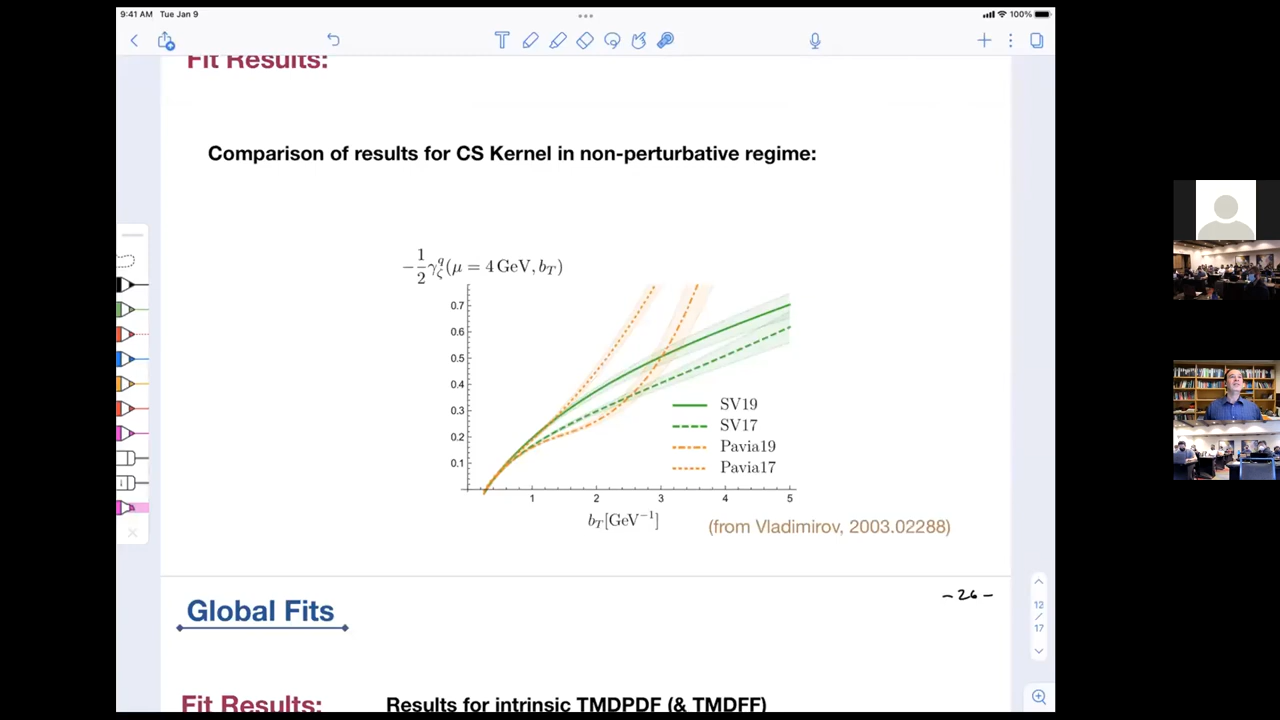 9:41 AM Tue Jan 9
100%
Fit Results:
Comparison of results for CS Kernel in non-perturbative regime:
−1/2 γ_ζ^q(μ = 4 GeV, b_T)
0.7
0.6
0.5
0.4
0.3
0.2
0.1
SV19
SV17
Pavia19
Pavia17
1 2 3 4 5
b_T[GeV⁻¹]
(from Vladimirov, 2003.02288)
- 26 -
Global Fits
12
/
17
Fit Results: Results for intrinsic TMDPDF (& TMDFF)